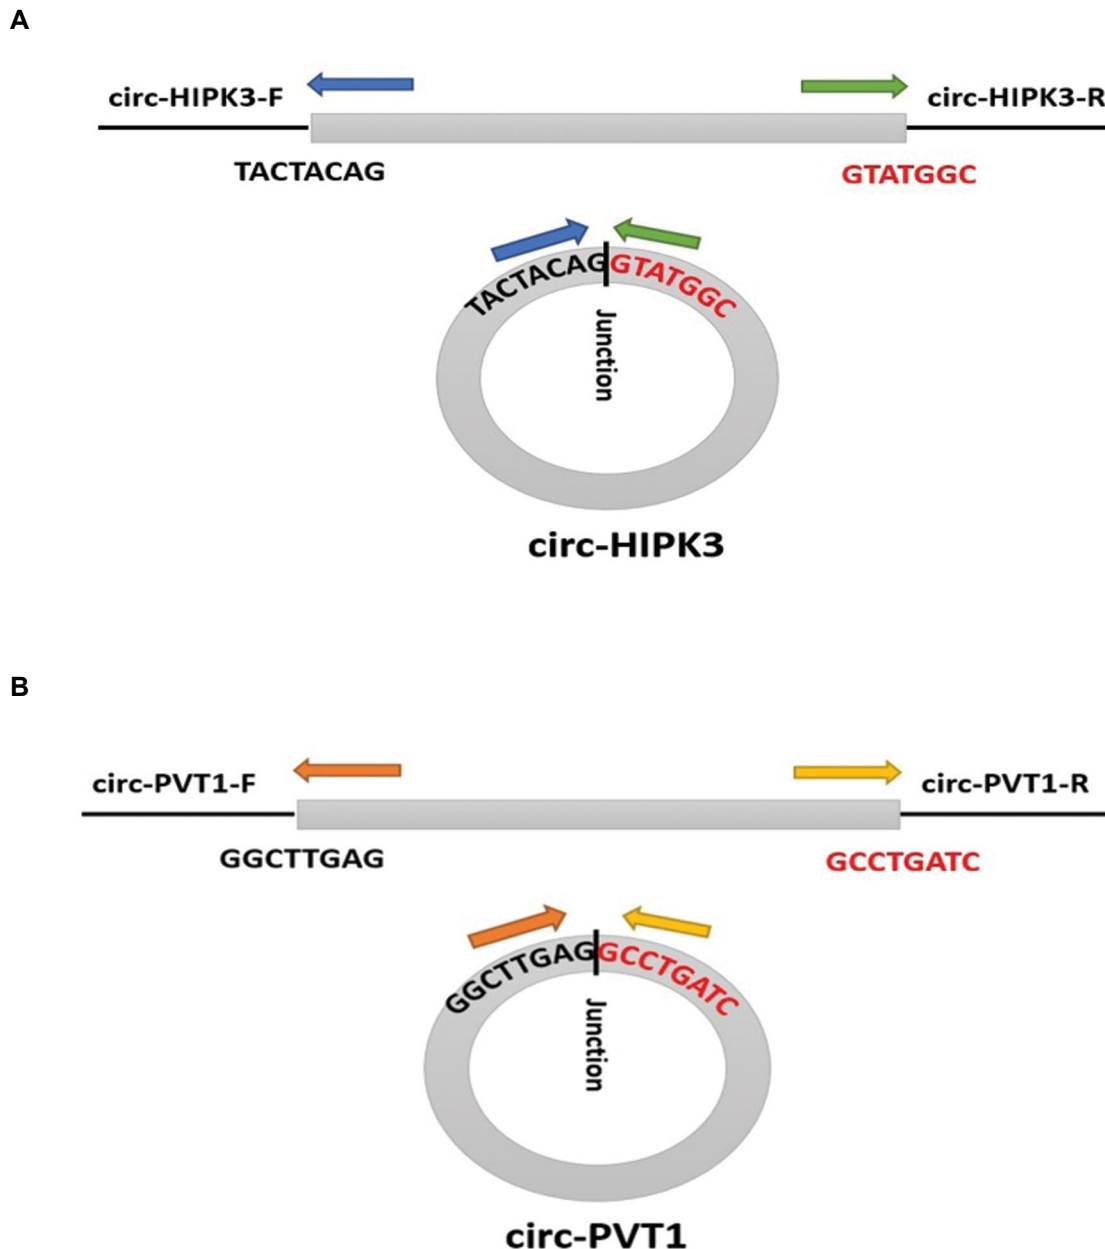 A
circ-HIPK3-F
circ-HIPK3-R
TACTACAG
GTATGGC
TACTACAG
GTATGGC
Junction
circ-HIPK3
B
circ-PVT1-F
circ-PVT1-R
GGCTTGAG
GCCTGATC
GGCTTGAG
GCCTGATC
Junction
circ-PVT1